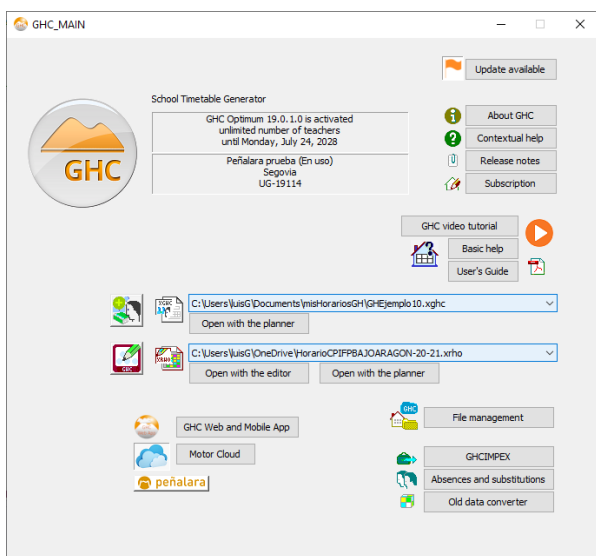 GHC_MAIN
Update available
School Timetable Generator
GHC Optimum 19.0.1.0 is activated
unlimited number of teachers
until Monday, July 24, 2028
Peñalara prueba (En uso)
Segovia
UG-19114
GHC
About GHC
Contextual help
Release notes
Subscription
GHC video tutorial
Basic help
User's Guide
XGHC
C:\Users\luisG\Documents\misHorariosGH\GHEjemplo10.xghc
Open with the planner
GHC
XRHO
C:\Users\luisG\OneDrive\HorarioCPIFPBAJOARAGON-20-21.xrho
Open with the editor
Open with the planner
GHC
File management
GHC Web and Mobile App
Motor Cloud
peñalara
GHCIMPEX
Absences and substitutions
Old data converter